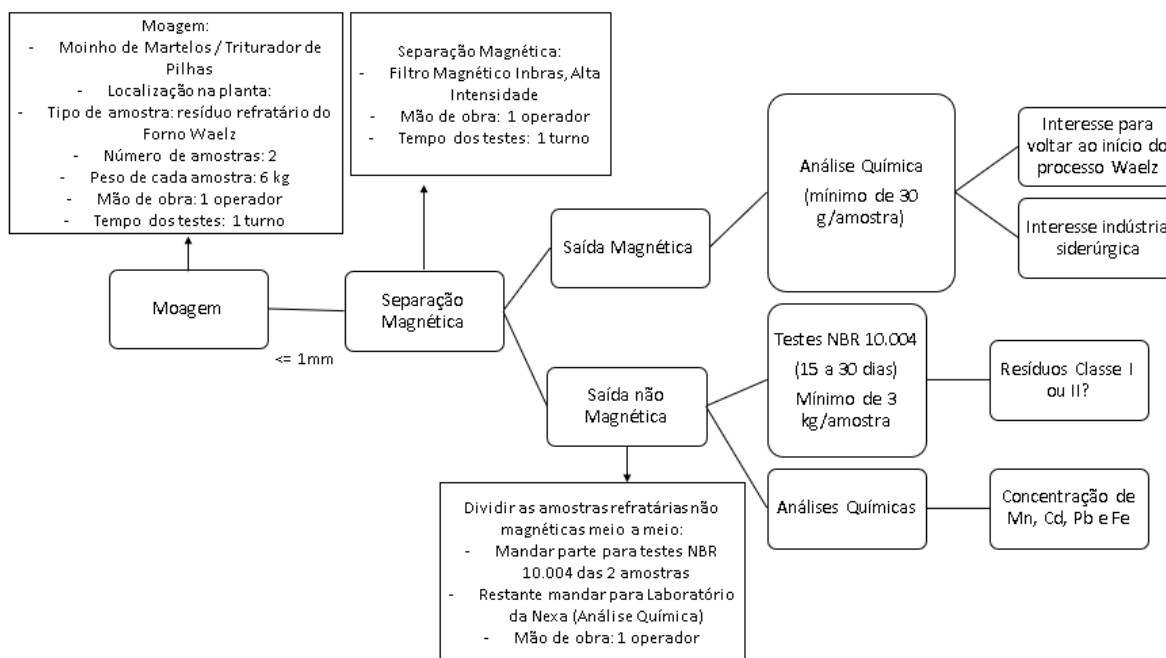 Moagem:
- Moinho de Martelos / Triturador de
Pilhas
- Localização na planta:
- Tipo de amostra: resíduo refratário do
Forno Waelz
- Número de amostras: 2
- Peso de cada amostra: 6 kg
- Mão de obra: 1 operador
- Tempo dos testes: 1 turno
Separação Magnética:
- Filtro Magnético Inbras, Alta
Intensidade
- Mão de obra: 1 operador
- Tempo dos testes: 1 turno
Moagem
<= 1mm
Separação
Magnética
Saída Magnética
Saída não
Magnética
Análise Química
(mínimo de 30
g/amostra)
Interesse para
voltar ao início do
processo Waelz
Interesse indústria
siderúrgica
Testes NBR 10.004
(15 a 30 dias)
Mínimo de 3
kg/amostra
Resíduos Classe I
ou II?
Análises Químicas
Concentração de
Mn, Cd, Pb e Fe
Dividir as amostras refratárias não
magnéticas meio a meio:
- Mandar parte para testes NBR
10.004 das 2 amostras
- Restante mandar para Laboratório
da Nexa (Análise Química)
- Mão de obra: 1 operador